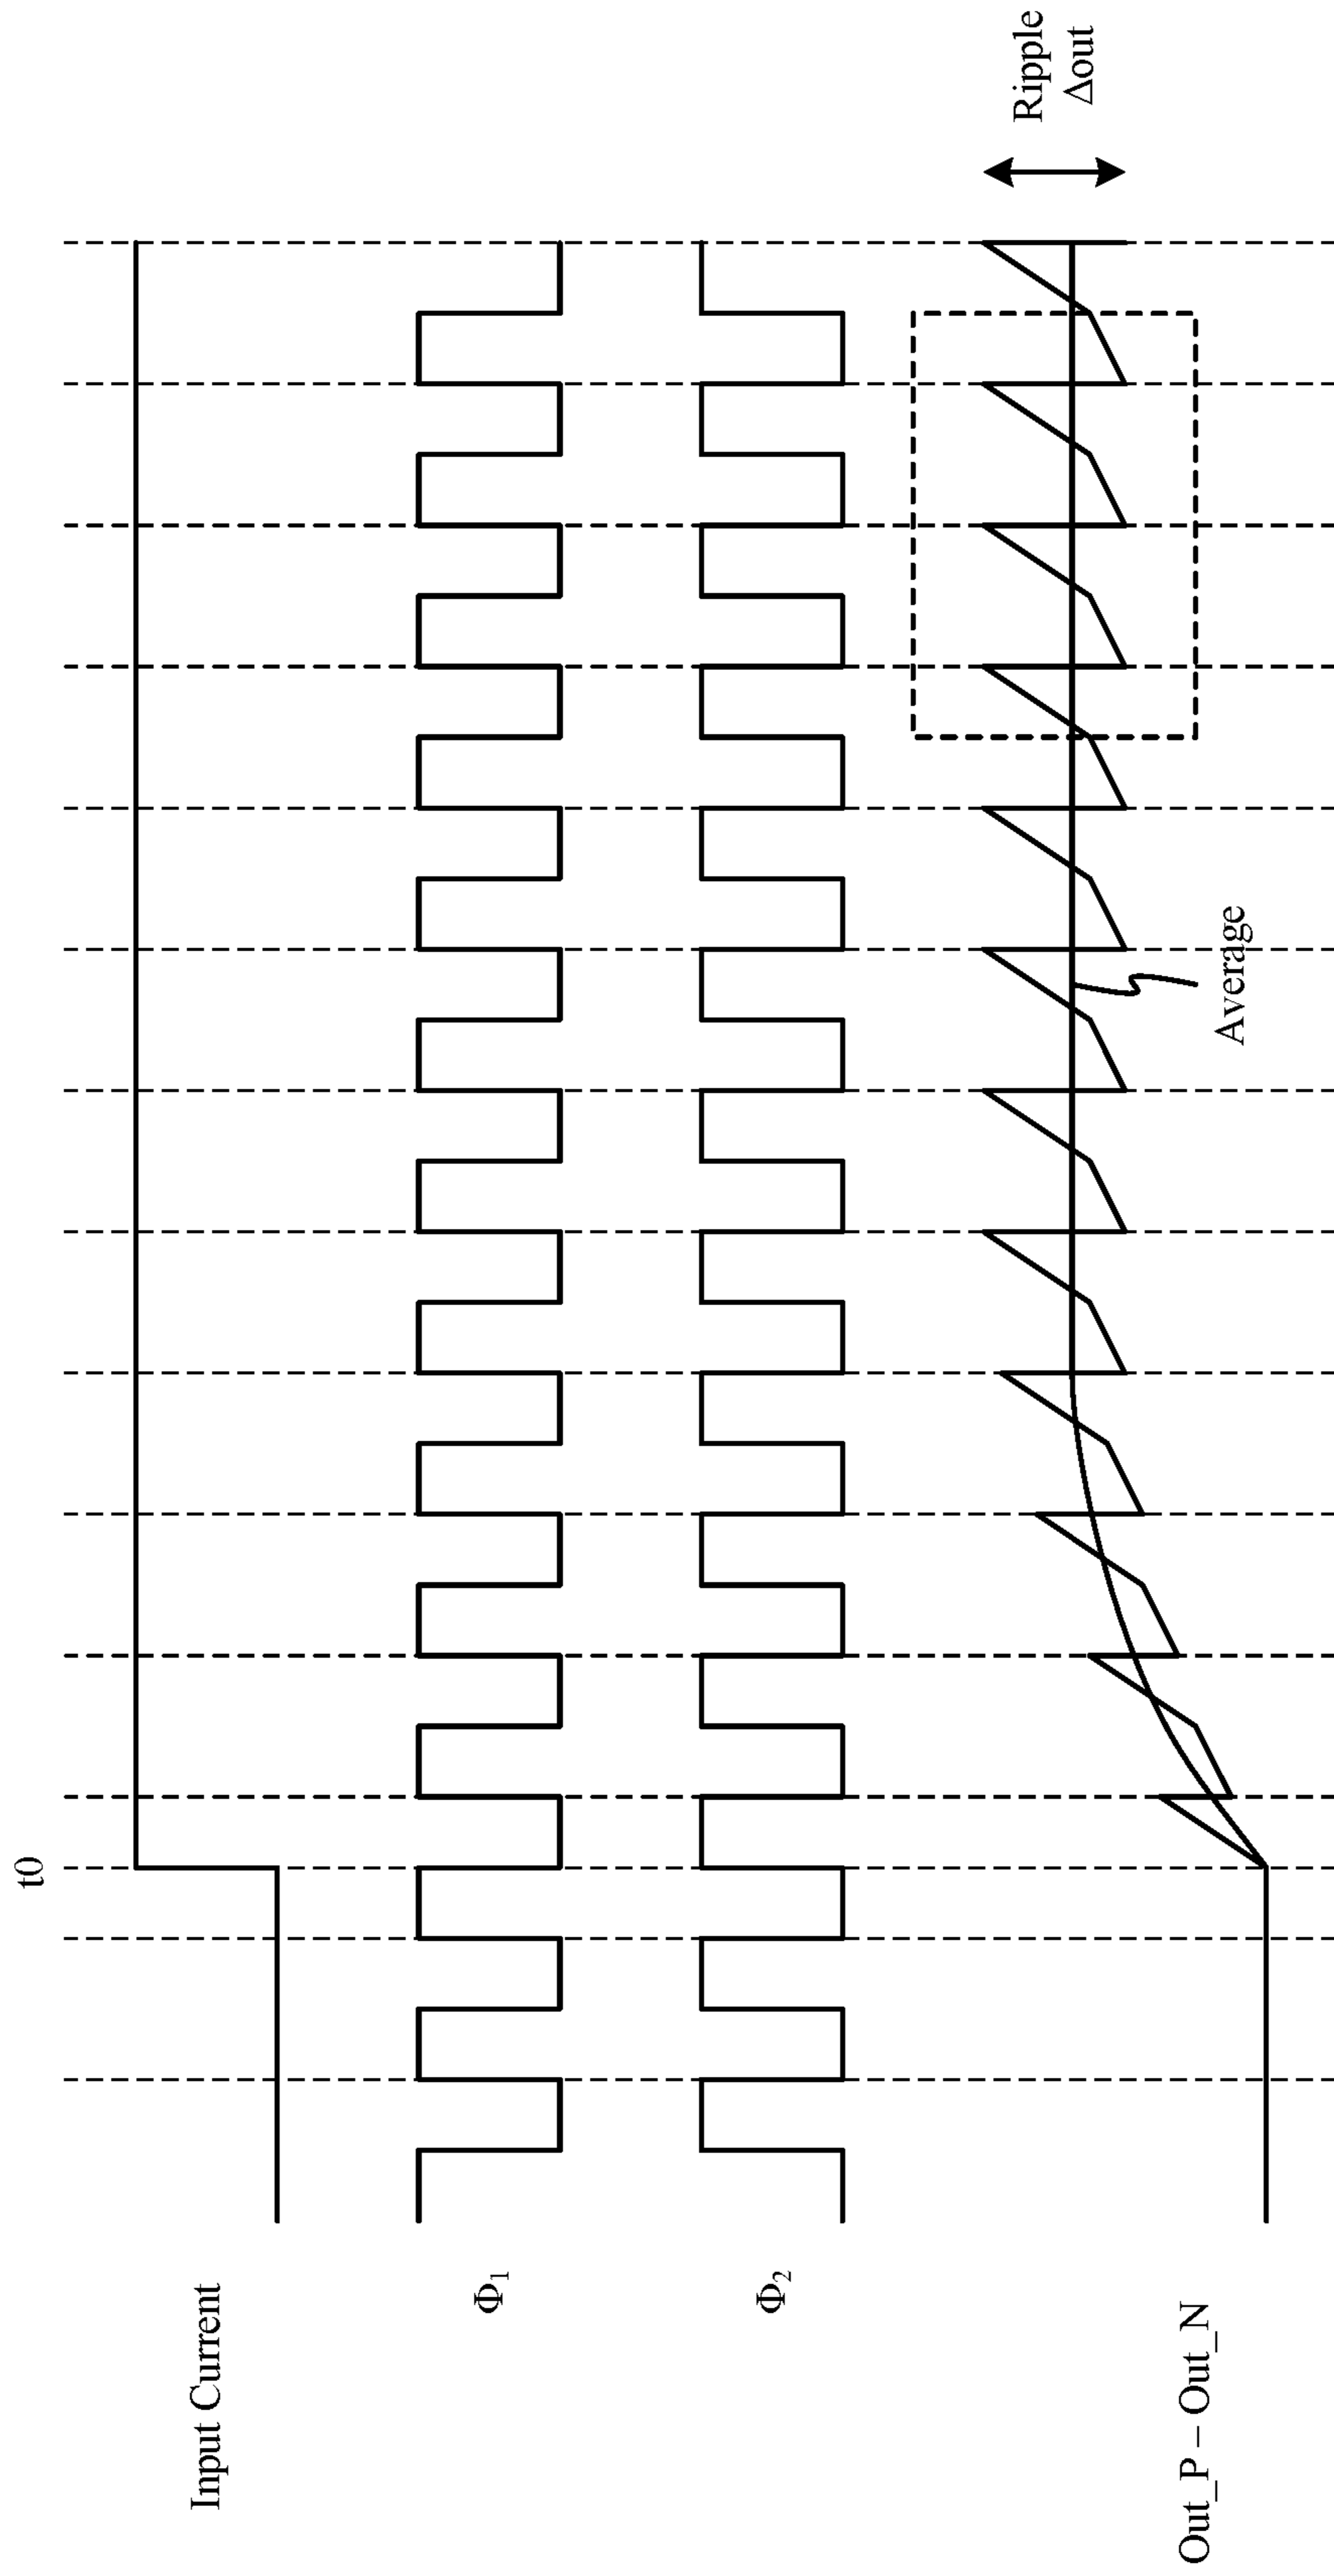 t0
Input Current
Φ₁
Φ₂
Out_P – Out_N
Average
Ripple
Δout